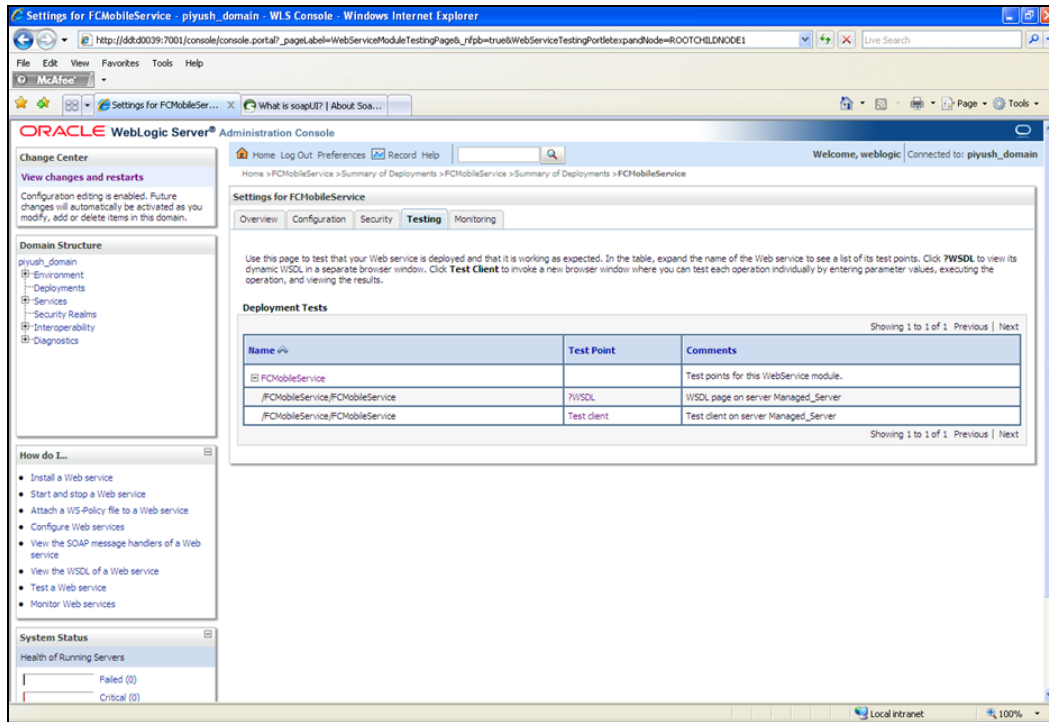 Settings for FCMobileService - piyush_domain - WLS Console - Windows Internet Explorer
http://ddtd0039:7001/console/console.portal?_pageLabel=WebServiceModuleTestingPage&_nfpb=true&WebServiceTestingPortletexpandNode=ROOTCHILDNODE1
Live Search
File Edit View Favorites Tools Help
McAfee
Settings for FCMobileSer...
What is soapUI? | About Soa...
Page
Tools
ORACLE WebLogic Server® Administration Console
Change Center
View changes and restarts
Configuration editing is enabled. Future
changes will automatically be activated as you
modify, add or delete items in this domain.
Domain Structure
piyush_domain
Environment
Deployments
Services
Security Realms
Interoperability
Diagnostics
How do I...
Install a Web service
Start and stop a Web service
Attach a WS-Policy file to a Web service
Configure Web services
View the SOAP message handlers of a Web
service
View the WSDL of a Web service
Test a Web service
Monitor Web services
System Status
Health of Running Servers
Failed (0)
Critical (0)
Home Log Out Preferences Record Help
Welcome, weblogic Connected to: piyush_domain
Home >FCMobileService >Summary of Deployments >FCMobileService >Summary of Deployments >FCMobileService
Settings for FCMobileService
Overview Configuration Security Testing Monitoring
Use this page to test that your Web service is deployed and that it is working as expected. In the table, expand the name of the Web service to see a list of its test points. Click ?WSDL to view its
dynamic WSDL in a separate browser window. Click Test Client to invoke a new browser window where you can test each operation individually by entering parameter values, executing the
operation, and viewing the results.
Deployment Tests
Showing 1 to 1 of 1 Previous | Next
Name Test Point Comments
FCMobileService Test points for this WebService module.
/FCMobileService/FCMobileService ?WSDL WSDL page on server Managed_Server
/FCMobileService/FCMobileService Test client Test client on server Managed_Server
Showing 1 to 1 of 1 Previous | Next
Local intranet
100%